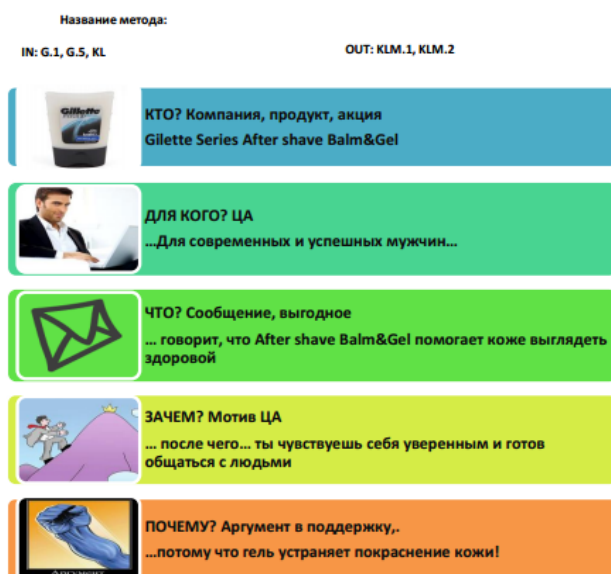 Название метода:
IN: G.1, G.5, KL
OUT: KLM.1, KLM.2
Gillette
КТО? Компания, продукт, акция
Gilette Series After shave Balm&Gel
ДЛЯ КОГО? ЦА
...Для современных и успешных мужчин...
ЧТО? Сообщение, выгодное
... говорит, что After shave Balm&Gel помогает коже выглядеть
здоровой
ЗАЧЕМ? Мотив ЦА
... после чего... ты чувствуешь себя уверенным и готов
общаться с людьми
ПОЧЕМУ? Аргумент в поддержку,.
...потому что гель устраняет покраснение кожи!